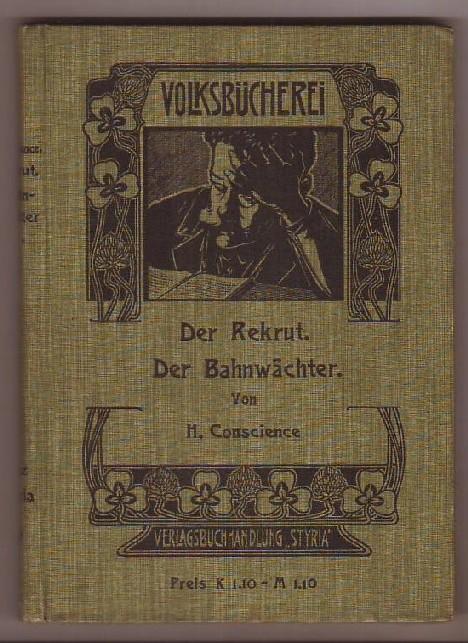 VOLKSBÜCHEREI
Der Rekrut.
Der Bahnwächter.
Von
H. Conscience
VERLAGSBUCHHANDLUNG „STYRIA“
Preis K 1.10 – M 1.10